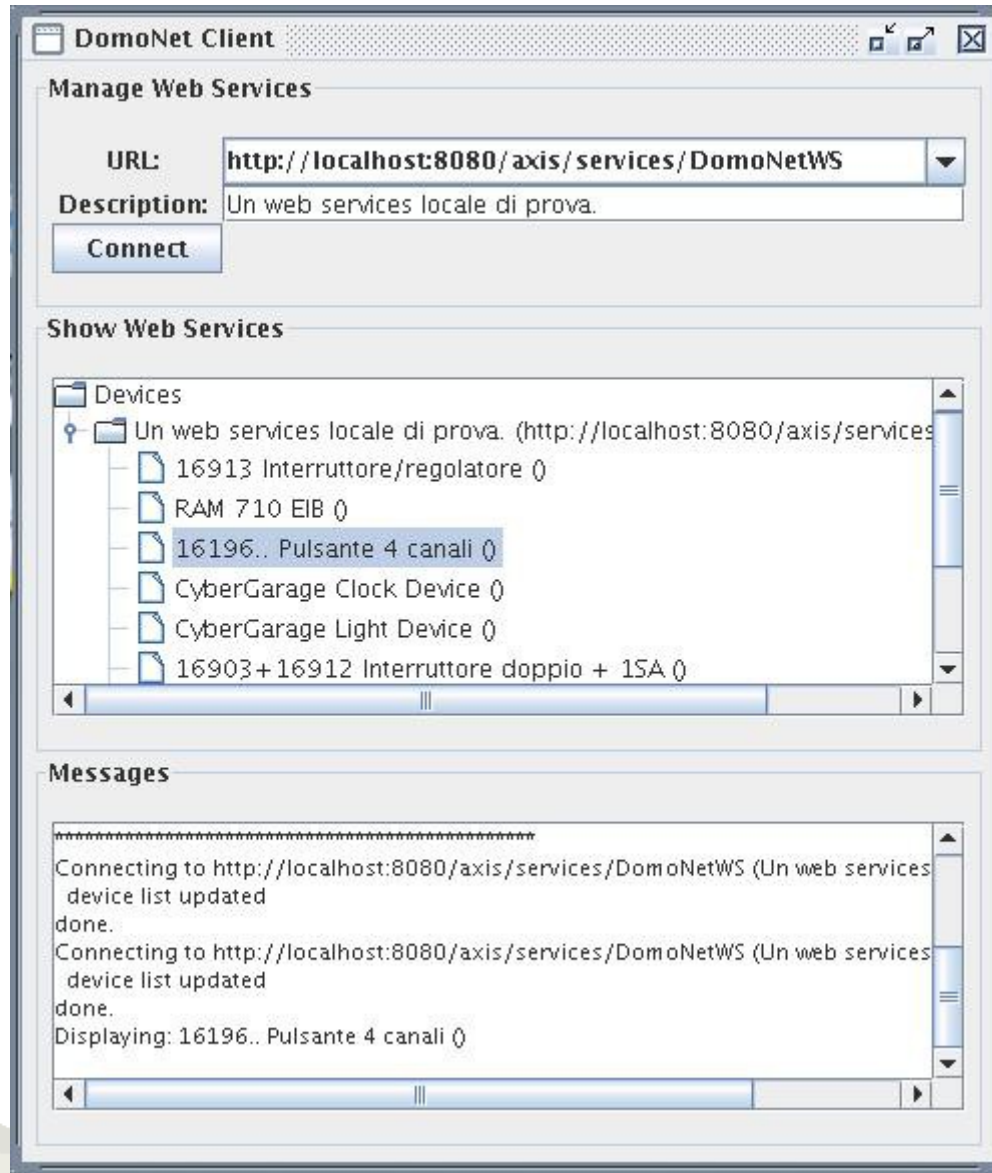 DomoNet Client
Manage Web Services
URL: http://localhost:8080/axis/services/DomoNetWS
Description: Un web services locale di prova.
Connect
Show Web Services
Devices
Un web services locale di prova. (http://localhost:8080/axis/services
16913 Interruttore/regolatore ()
RAM 710 EIB ()
16196.. Pulsante 4 canali ()
CyberGarage Clock Device ()
CyberGarage Light Device ()
16903+16912 Interruttore doppio + 1SA ()
Messages
************************************************
Connecting to http://localhost:8080/axis/services/DomoNetWS (Un web services
device list updated
done.
Connecting to http://localhost:8080/axis/services/DomoNetWS (Un web services
device list updated
done.
Displaying: 16196.. Pulsante 4 canali ()